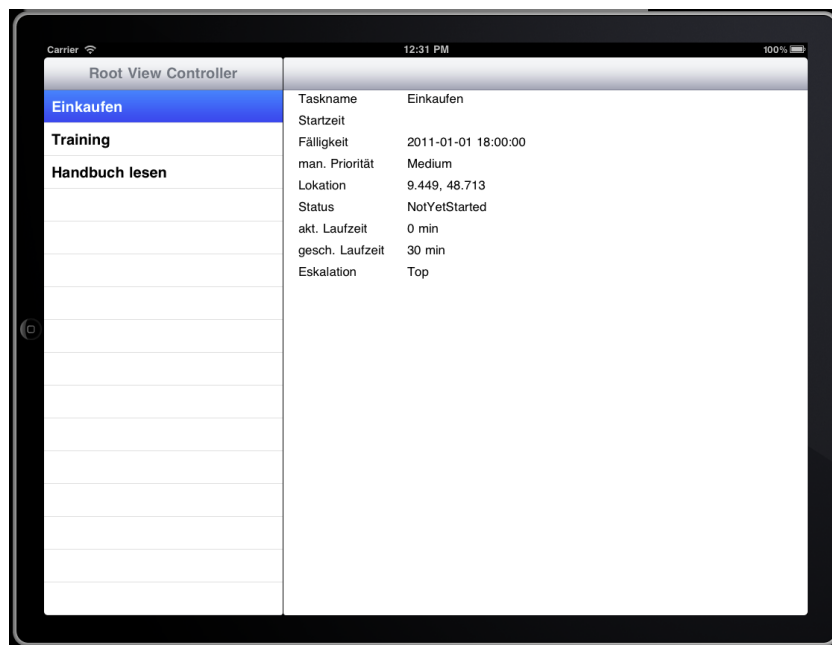 Carrier 12:31 PM 100%
Root View Controller
Einkaufen
Training
Handbuch lesen
Taskname Einkaufen
Startzeit
Fälligkeit 2011-01-01 18:00:00
man. Priorität Medium
Lokation 9.449, 48.713
Status NotYetStarted
akt. Laufzeit 0 min
gesch. Laufzeit 30 min
Eskalation Top